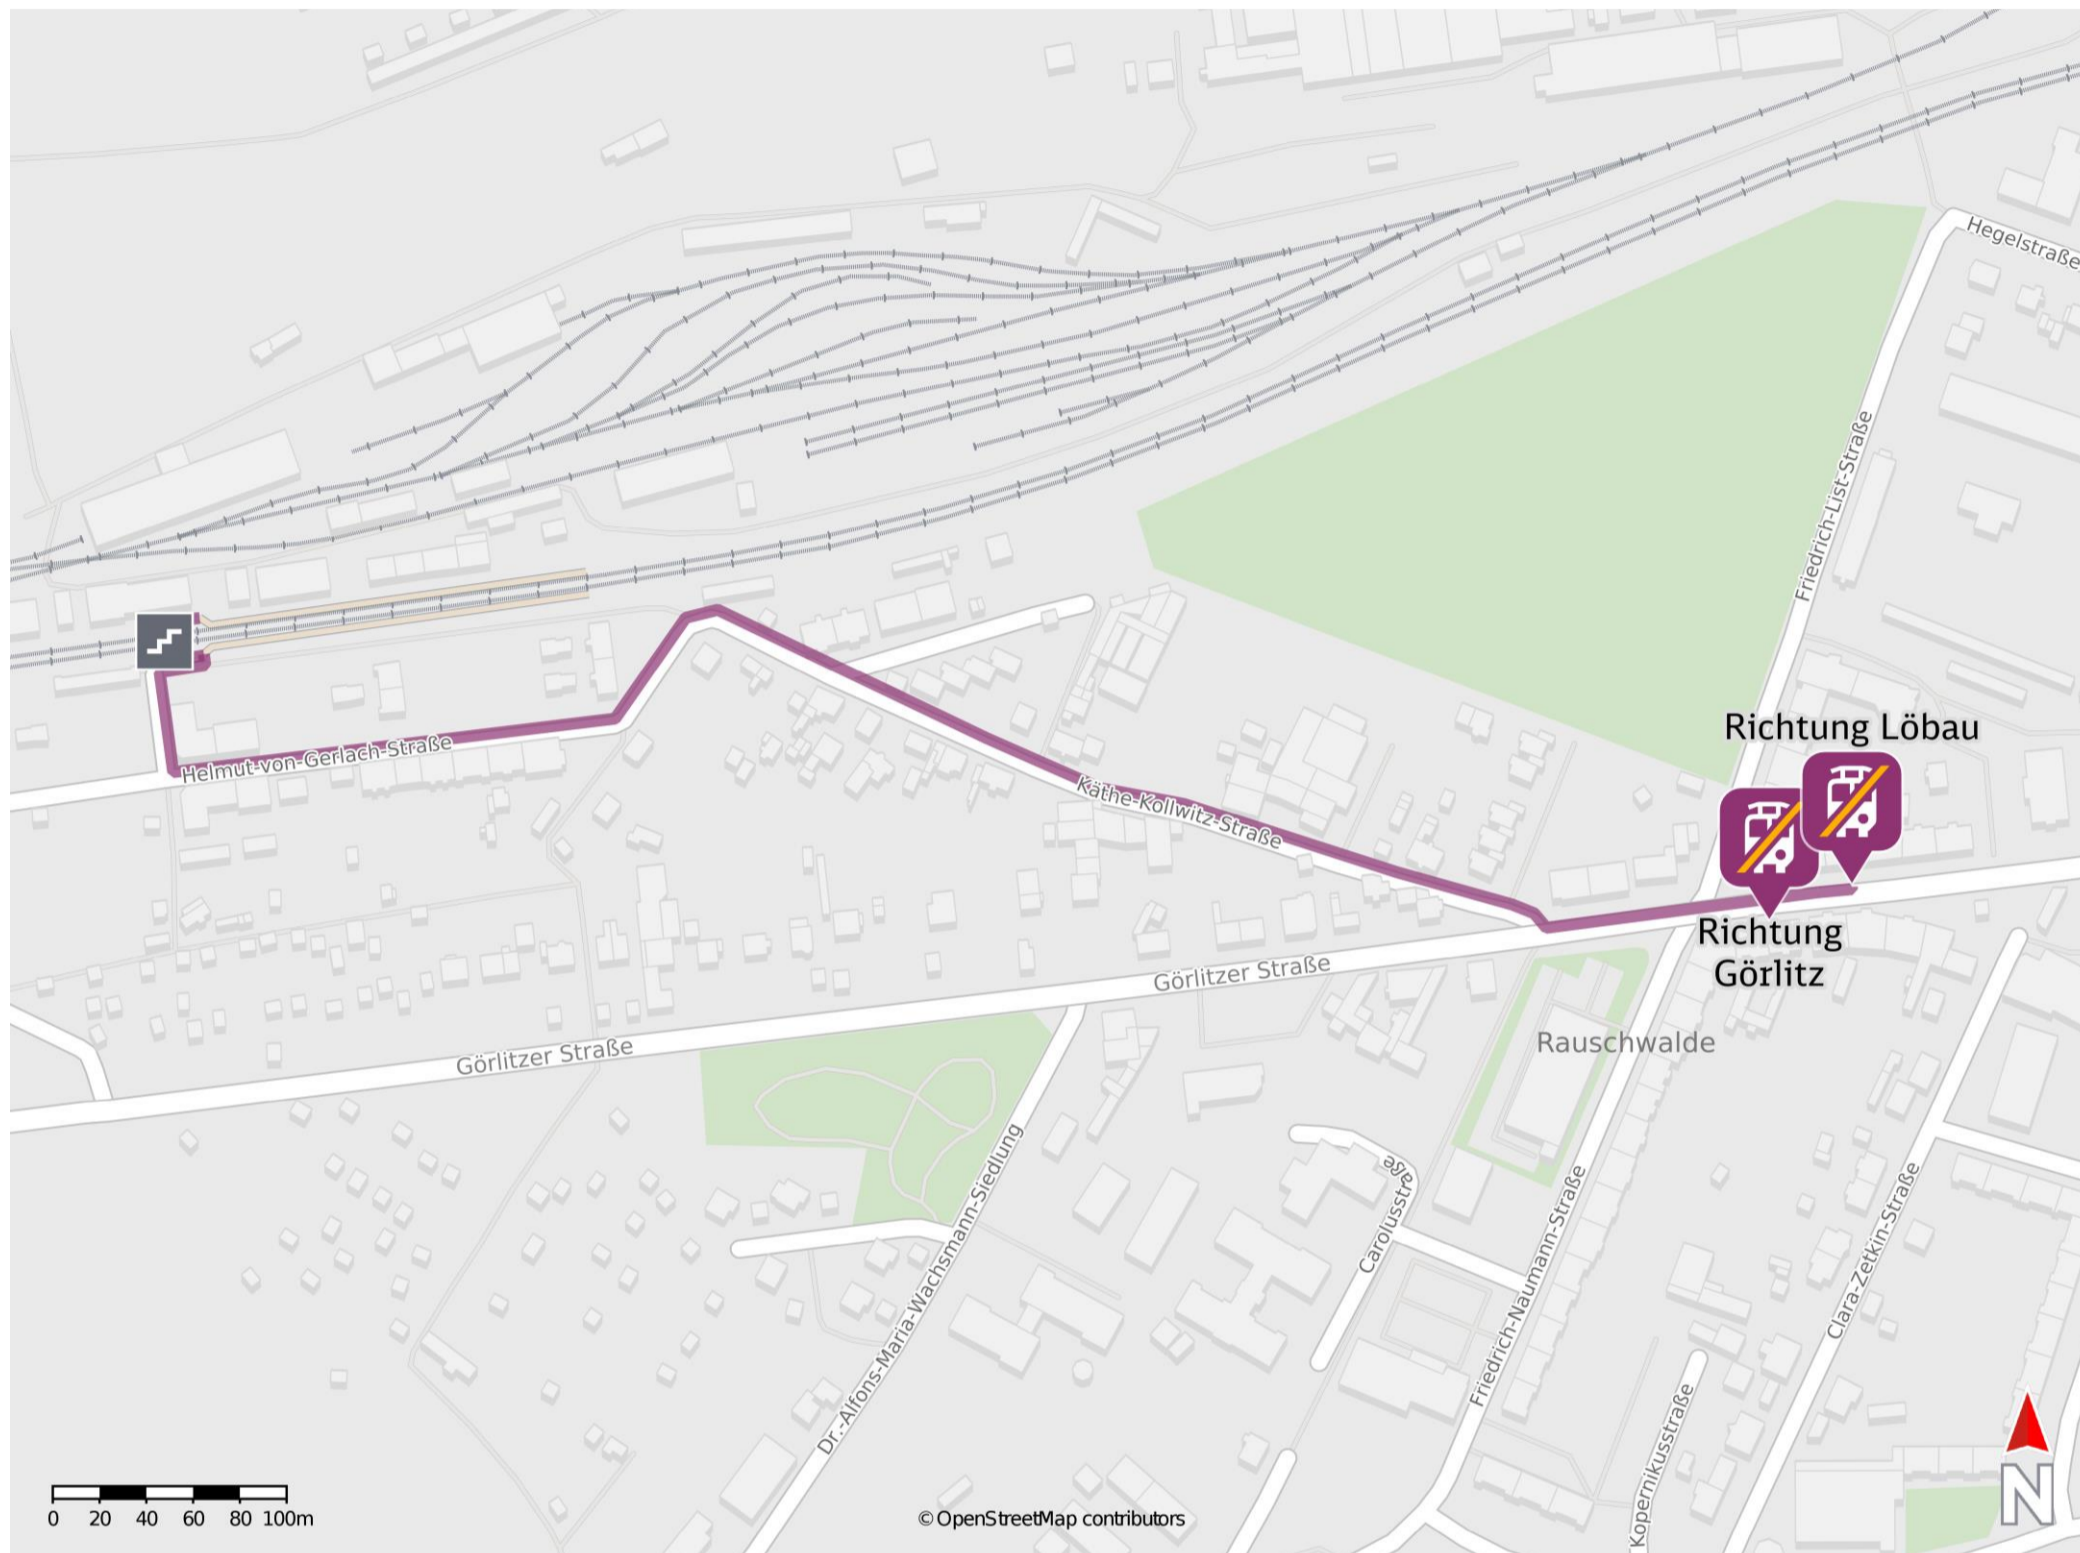 Hegelstraße
Friedrich-List-Straße
Richtung Löbau
Helmut-von-Gerlach-Straße
Käthe-Kollwitz-Straße
Richtung
Görlitz
Görlitzer Straße
Rauschwalde
Görlitzer Straße
Dr.-Alfons-Maria-Wachsmann-Siedlung
Carolusstraße
Friedrich-Naumann-Straße
Clara-Zetkin-Straße
Kopernikusstraße
N
0 20 40 60 80 100m
© OpenStreetMap contributors